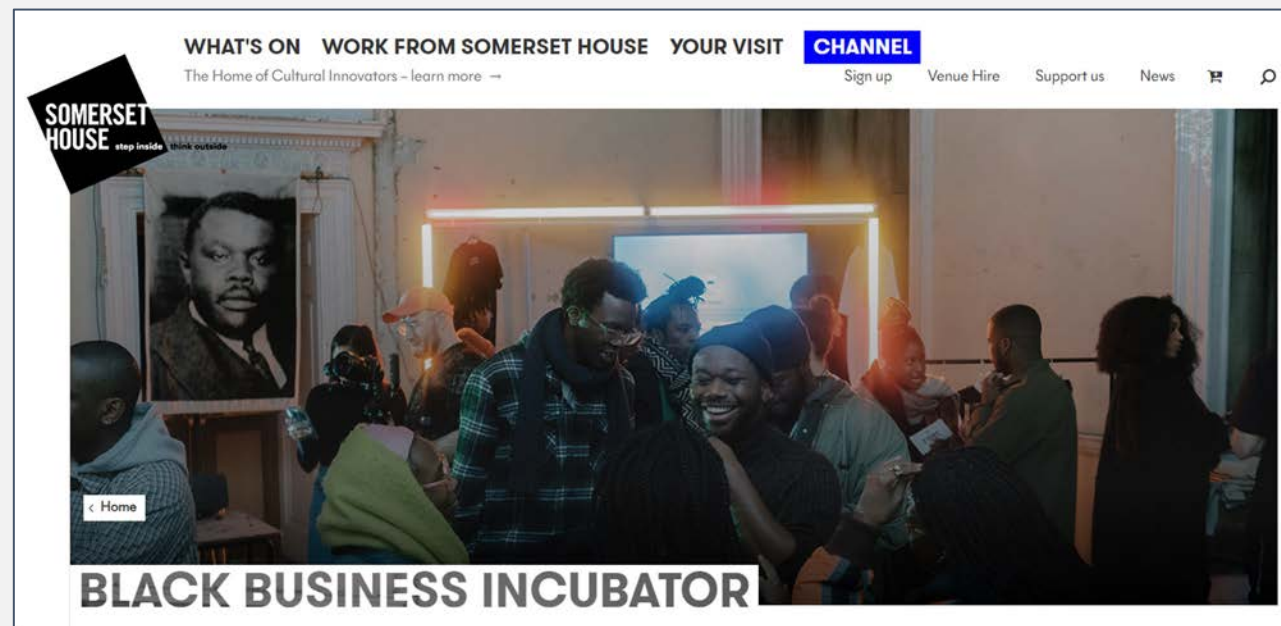 WHAT'S ON WORK FROM SOMERSET HOUSE YOUR VISIT CHANNEL
The Home of Cultural Innovators – learn more →
Sign up Venue Hire Support us News
SOMERSET
HOUSE step inside think outside
< Home
BLACK BUSINESS INCUBATOR